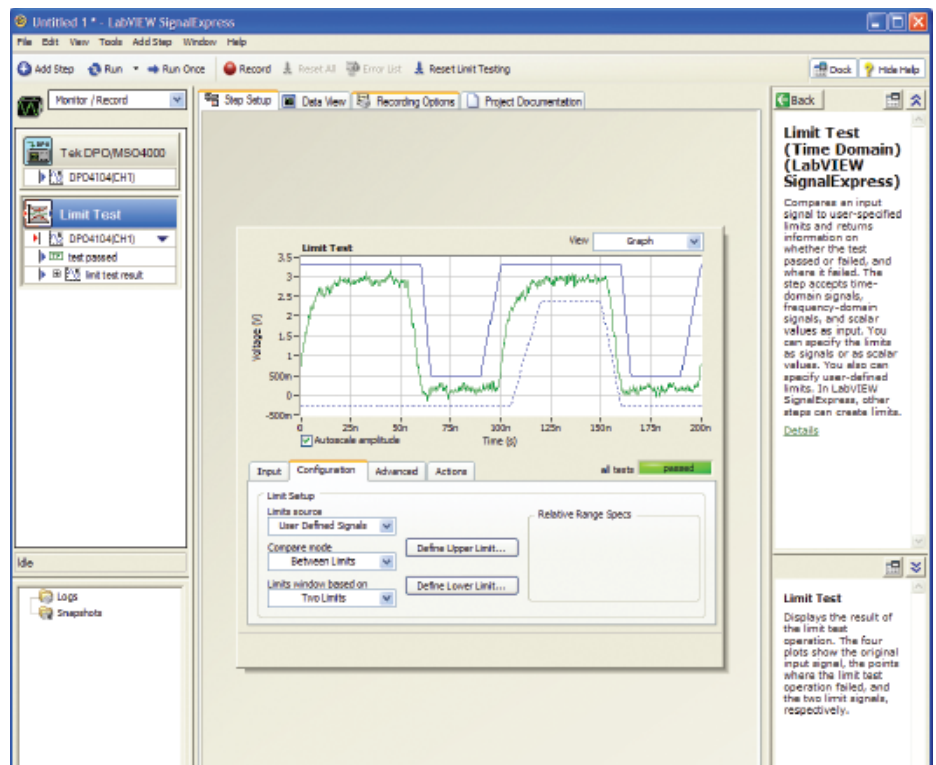 Untitled 1 * - LabVIEW SignalExpress
File Edit View Tools Add Step Window Help
Add Step Run Run Once Record Reset All Error List Reset Limit Testing Dock Hide Help
Monitor / Record
Step Setup Data View Recording Options Project Documentation
Back
Tek DPO/MSO4000
DPO4104(CH1)
Limit Test
DPO4104(CH1)
test passed
limit test result
Idle
Logs
Snapshots
Limit Test
View Graph
Voltage (V)
3.5
3
2.5
2
1.5
1
500m
0
-500m
0 25n 50n 75n 100n 125n 150n 175n 200n
Autoscale amplitude
Time (s)
Input Configuration Advanced Actions
all tests passed
Limit Setup
Limits source
User Defined Signals
Compare mode
Between Limits
Define Upper Limit...
Limits window based on
Two Limits
Define Lower Limit...
Relative Range Specs
Limit Test
(Time Domain)
(LabVIEW
SignalExpress)
Compares an input
signal to user-specified
limits and returns
information on
whether the test
passed or failed, and
where it failed. The
step accepts time-
domain signals,
frequency-domain
signals, and scalar
values as input. You
can specify the limits
as signals or as scalar
values. You also can
specify user-defined
limits. In LabVIEW
SignalExpress, other
steps can create limits.
Details
Limit Test
Displays the result of
the limit test
operation. The four
plots show the original
input signal, the points
where the limit test
operation failed, and
the two limit signals,
respectively.